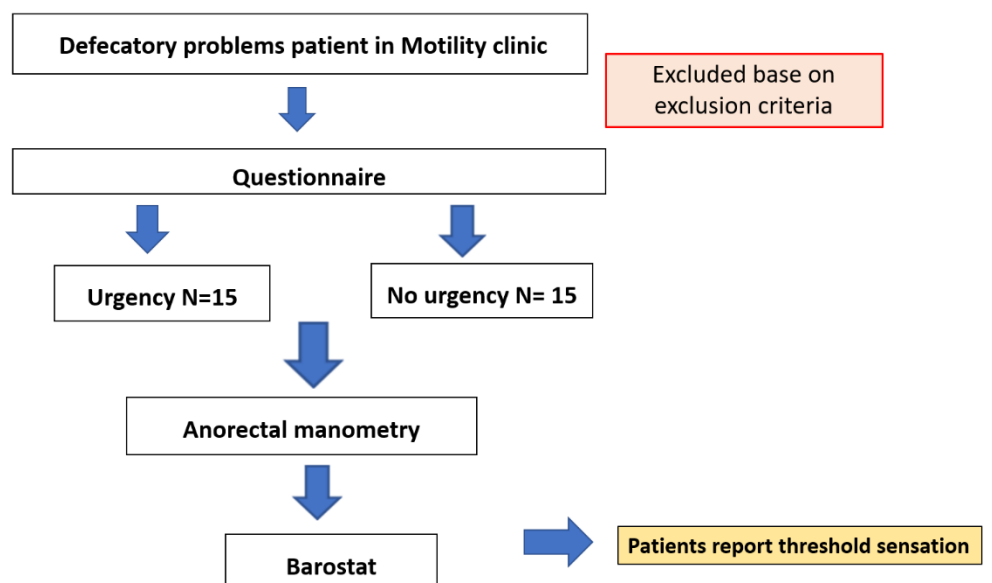 Defecatory problems patient in Motility clinic
Excluded base on
exclusion criteria
Questionnaire
Urgency N=15
No urgency N= 15
Anorectal manometry
Barostat
Patients report threshold sensation